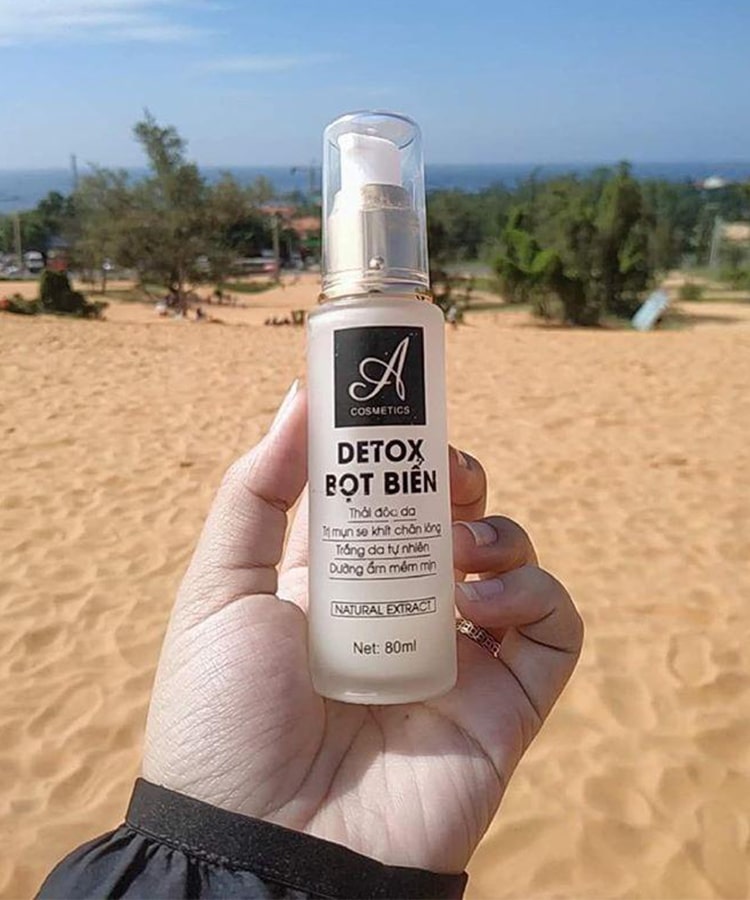 A
COSMETICS
DETOX
BỌT BIỂN
Thải độc da
Trị mụn se khít chân lông
Trắng da tự nhiên
Dưỡng ẩm mềm mịn
NATURAL EXTRACT
Net: 80ml